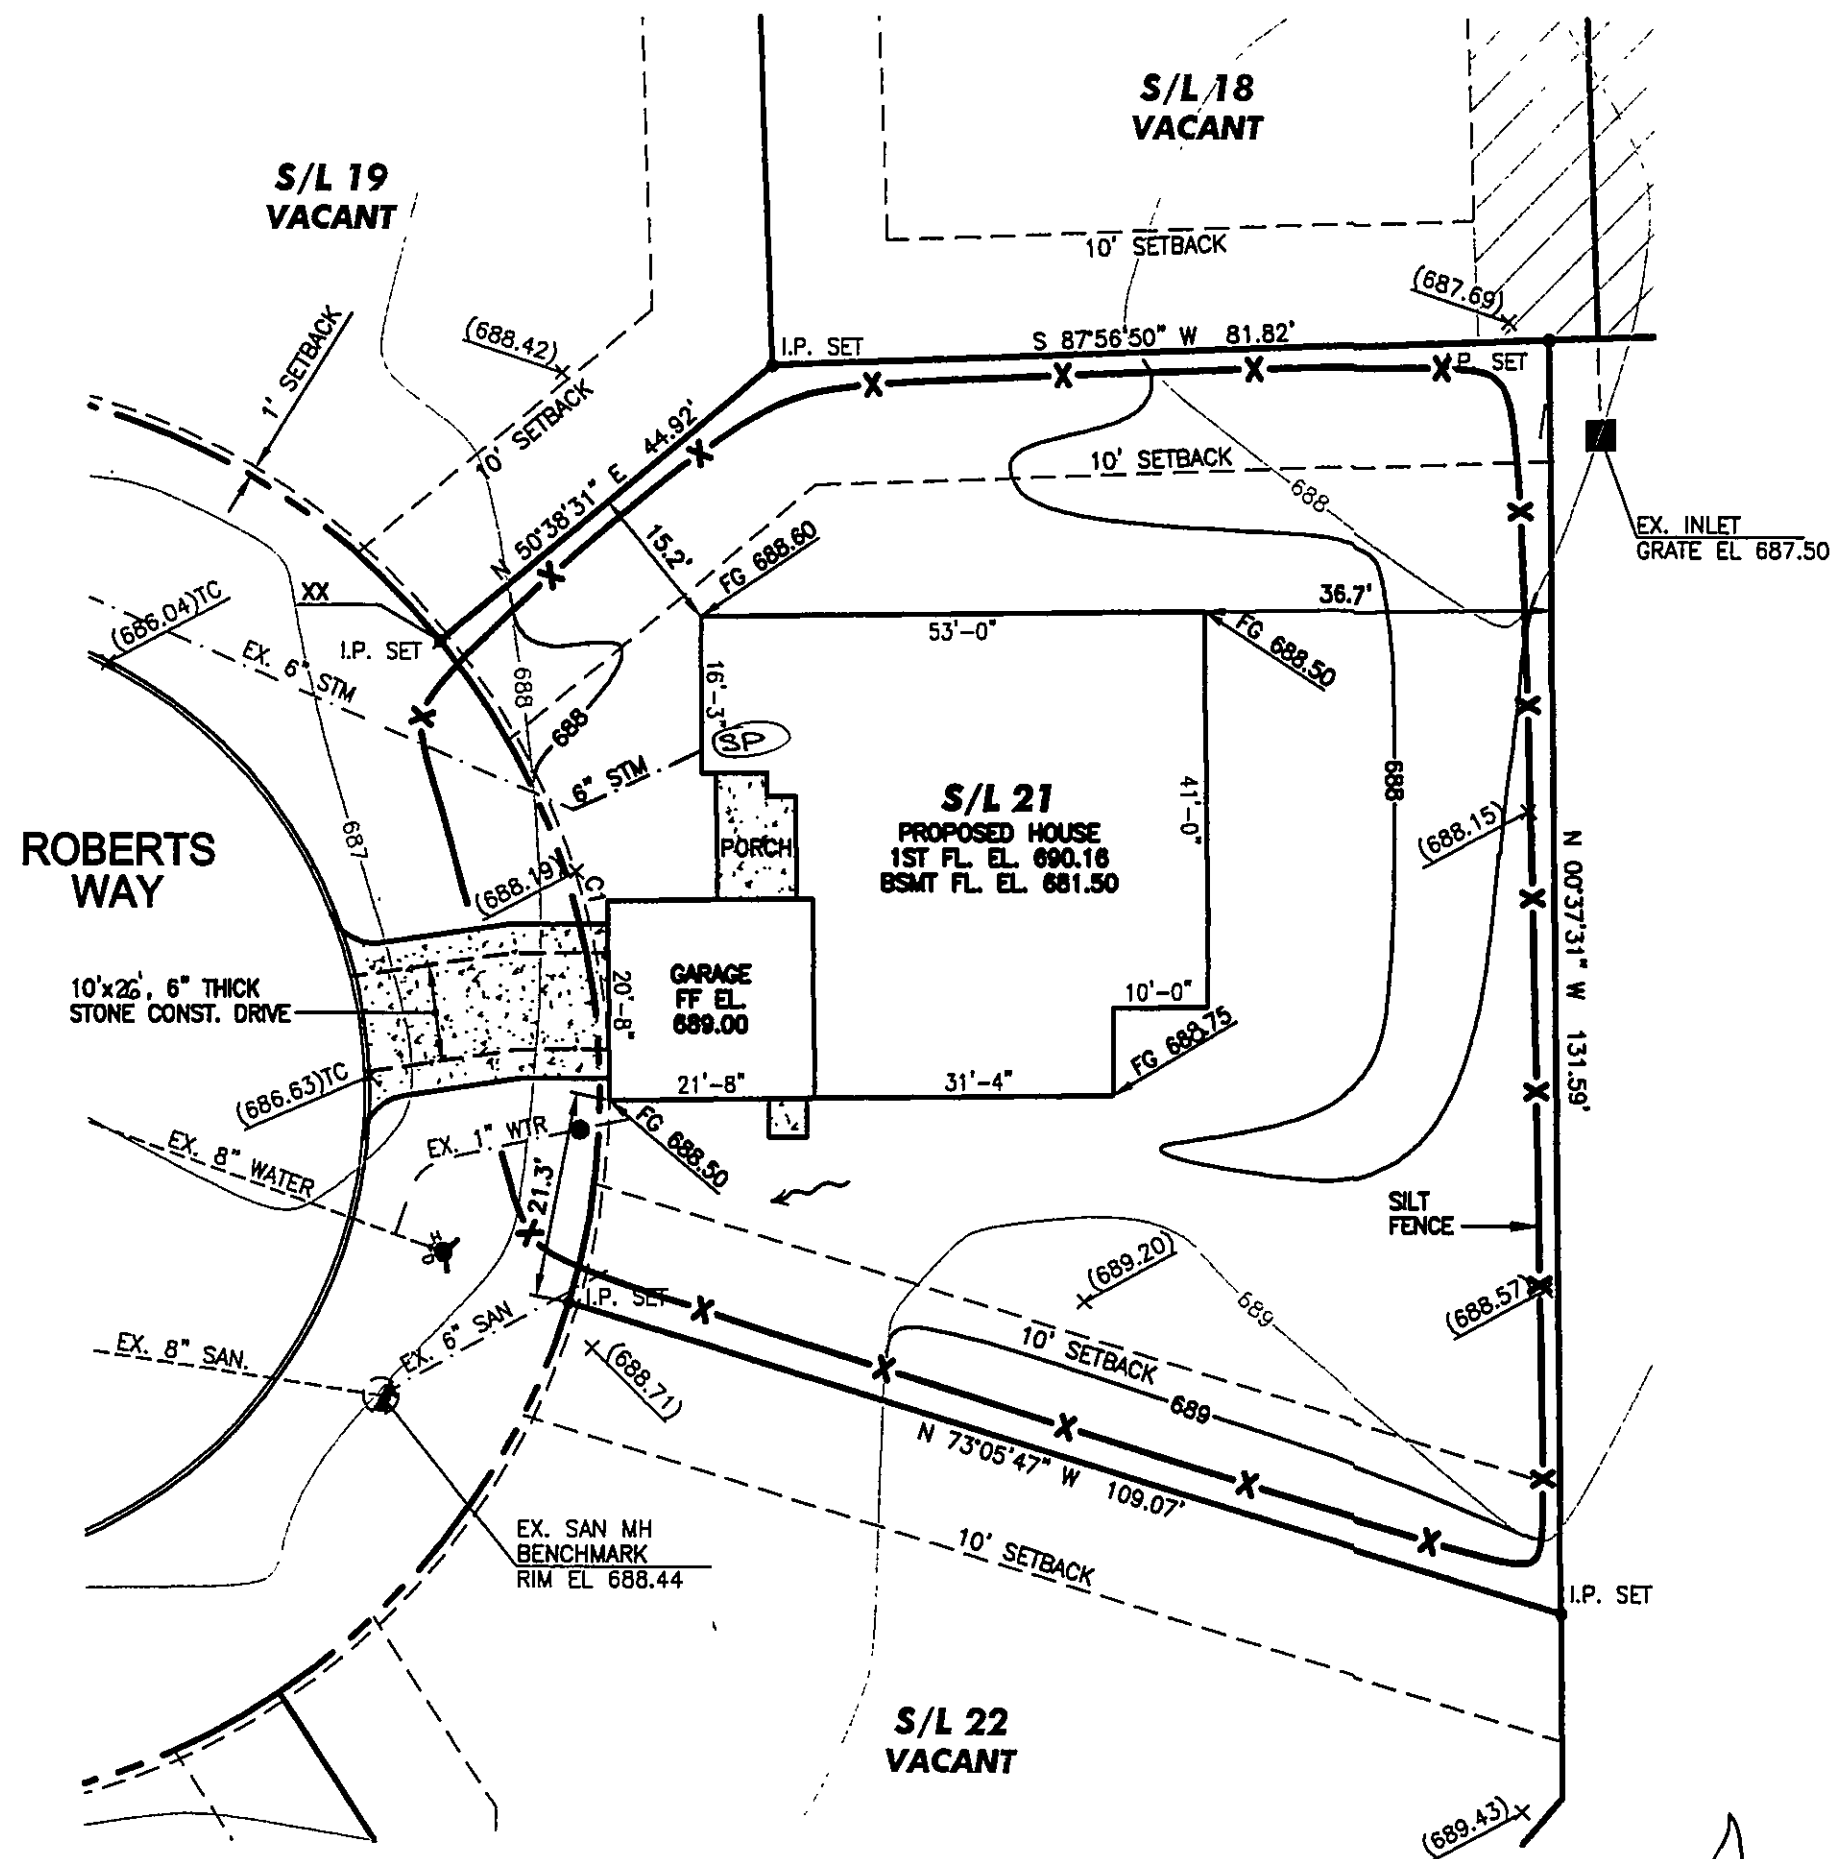 S/L 18
VACANT
S/L 19
VACANT
10' SETBACK
(687.69)
1' SETBACK
(688.42)
I.P. SET
S 87°56'50" W 81.82'
I.P. SET
10' SETBACK
N 50°38'31" E 44.92'
10' SETBACK
688
EX. INLET
GRATE EL 687.50
15.2'
FG 688.60
XX
(686.04)TC
I.P. SET
EX. 6" STM
53'-0"
36.7'
FG 688.50
16'-3"
688
688
SP
6" STM
688
S/L 21
PROPOSED HOUSE
1ST FL. EL. 690.16
BSMT FL. EL. 681.50
41'-0"
PORCH
ROBERTS
WAY
687
(688.19)
C1
(688.15)
N 00°37'31" W 131.59'
10'x26', 6" THICK
STONE CONST. DRIVE
20'-8"
GARAGE
FF EL.
689.00
10'-0"
FG 688.75
(686.63)TC
21'-8"
31'-4"
FG 688.50
EX. 1" WTR
EX. 8" WATER
21.3'
HYD
SILT
FENCE
(689.20)
689
(688.57)
I.P. SET
EX. 6" SAN
EX. 8" SAN.
(688.71)
10' SETBACK
689
N 73°05'47" W 109.07'
10' SETBACK
EX. SAN MH
BENCHMARK
RIM EL 688.44
I.P. SET
S/L 22
VACANT
(689.43)